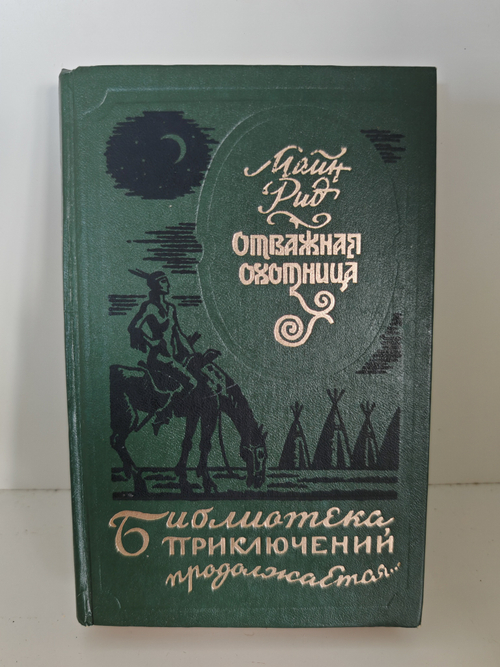 Майн
Рид
Отважная
охотница
Библиотека
приключений
продолжается...